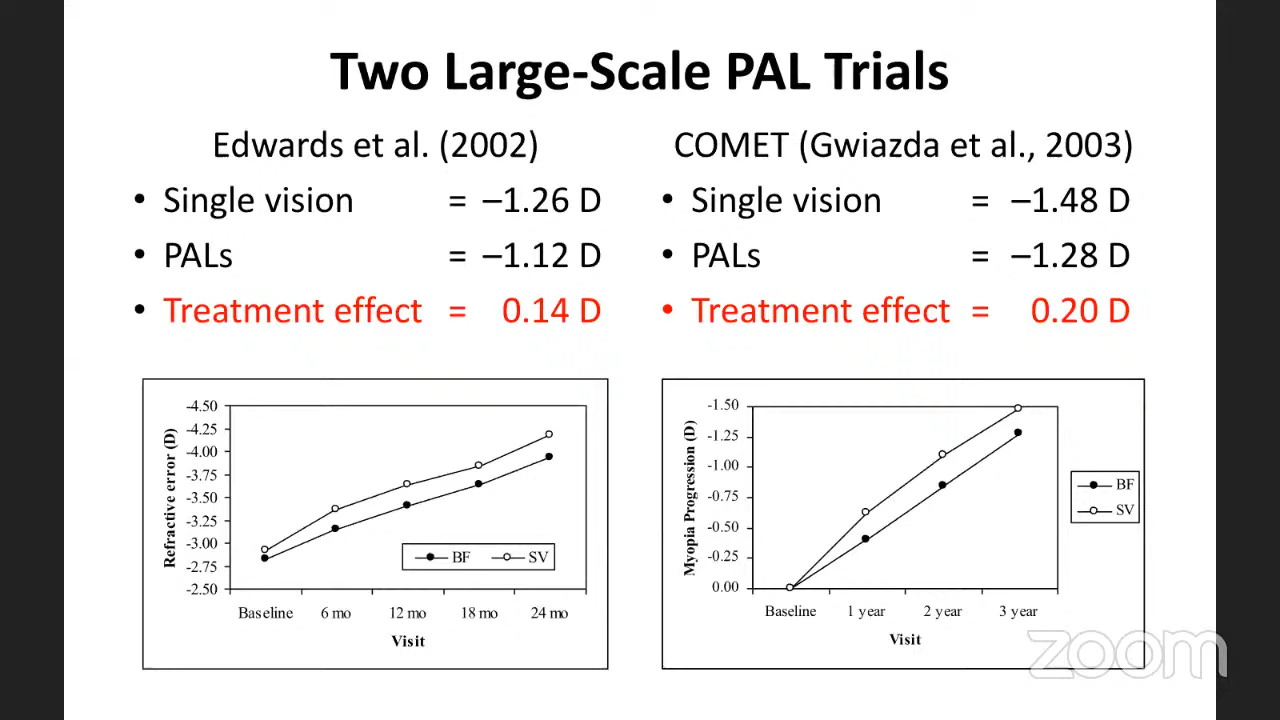 Two Large-Scale PAL Trials
Edwards et al. (2002)
• Single vision = –1.26 D
• PALs = –1.12 D
• Treatment effect = 0.14 D
COMET (Gwiazda et al., 2003)
• Single vision = –1.48 D
• PALs = –1.28 D
• Treatment effect = 0.20 D
Refractive error (D)
-4.50
-4.25
-4.00
-3.75
-3.50
-3.25
-3.00
-2.75
-2.50
BF SV
Baseline 6 mo 12 mo 18 mo 24 mo
Visit
Myopia Progression (D)
-1.50
-1.25
-1.00
-0.75
-0.50
-0.25
0.00
BF
SV
Baseline 1 year 2 year 3 year
Visit
zoom